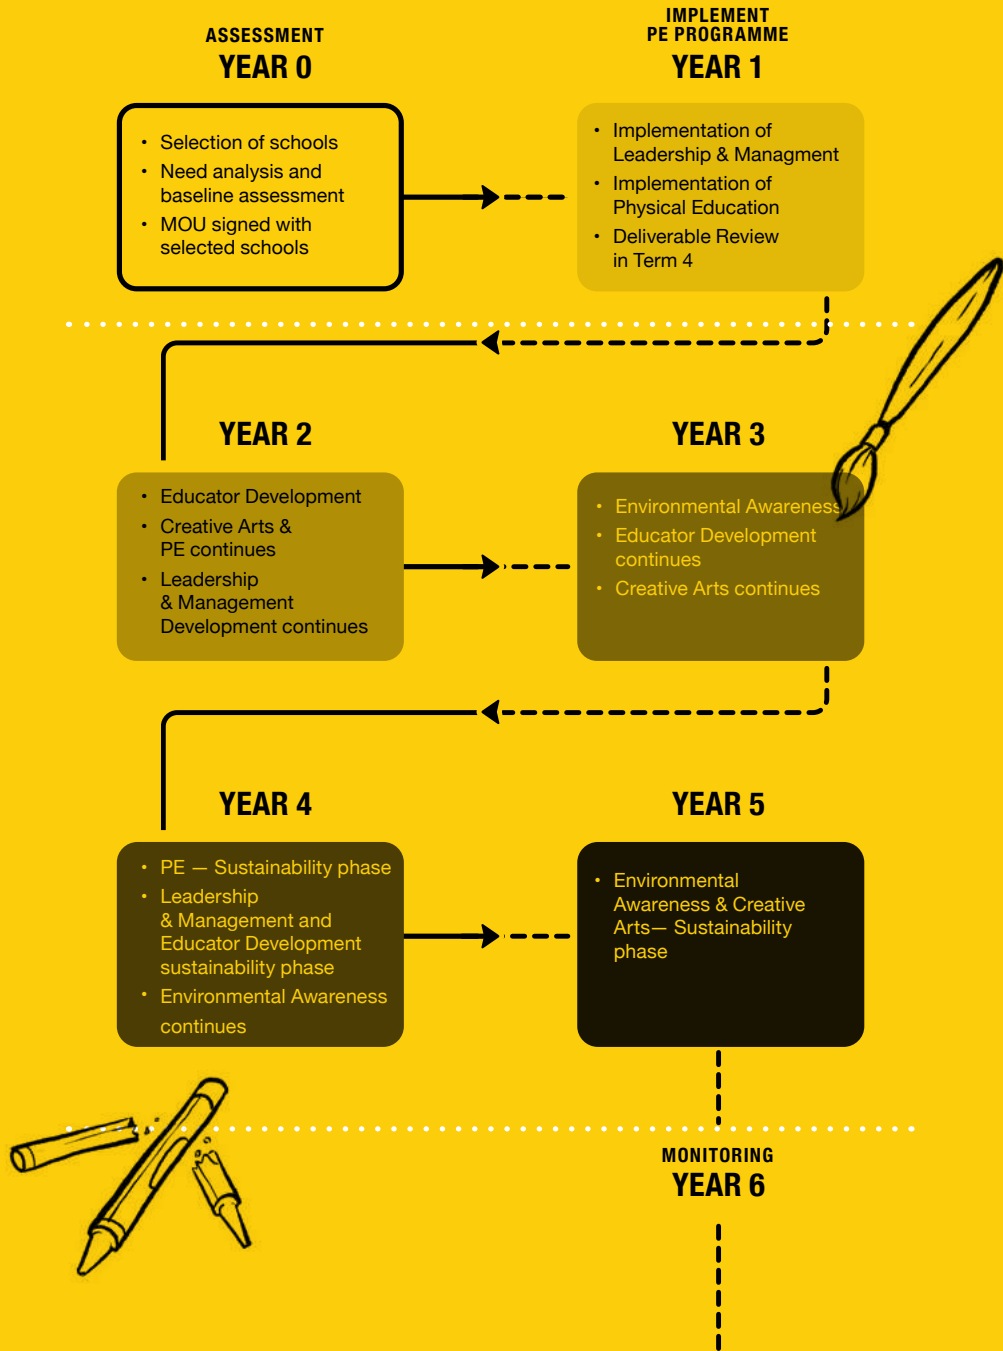 ASSESSMENT
YEAR 0
• Selection of schools
• Need analysis and
baseline assessment
• MOU signed with
selected schools
IMPLEMENT
PE PROGRAMME
YEAR 1
• Implementation of
Leadership & Managment
• Implementation of
Physical Education
• Deliverable Review
in Term 4
YEAR 2
• Educator Development
• Creative Arts &
PE continues
• Leadership
& Management
Development continues
YEAR 3
• Environmental Awareness
• Educator Development
continues
• Creative Arts continues
YEAR 4
• PE — Sustainability phase
• Leadership
& Management and
Educator Development
sustainability phase
• Environmental Awareness
continues
YEAR 5
• Environmental
Awareness & Creative
Arts— Sustainability
phase
MONITORING
YEAR 6